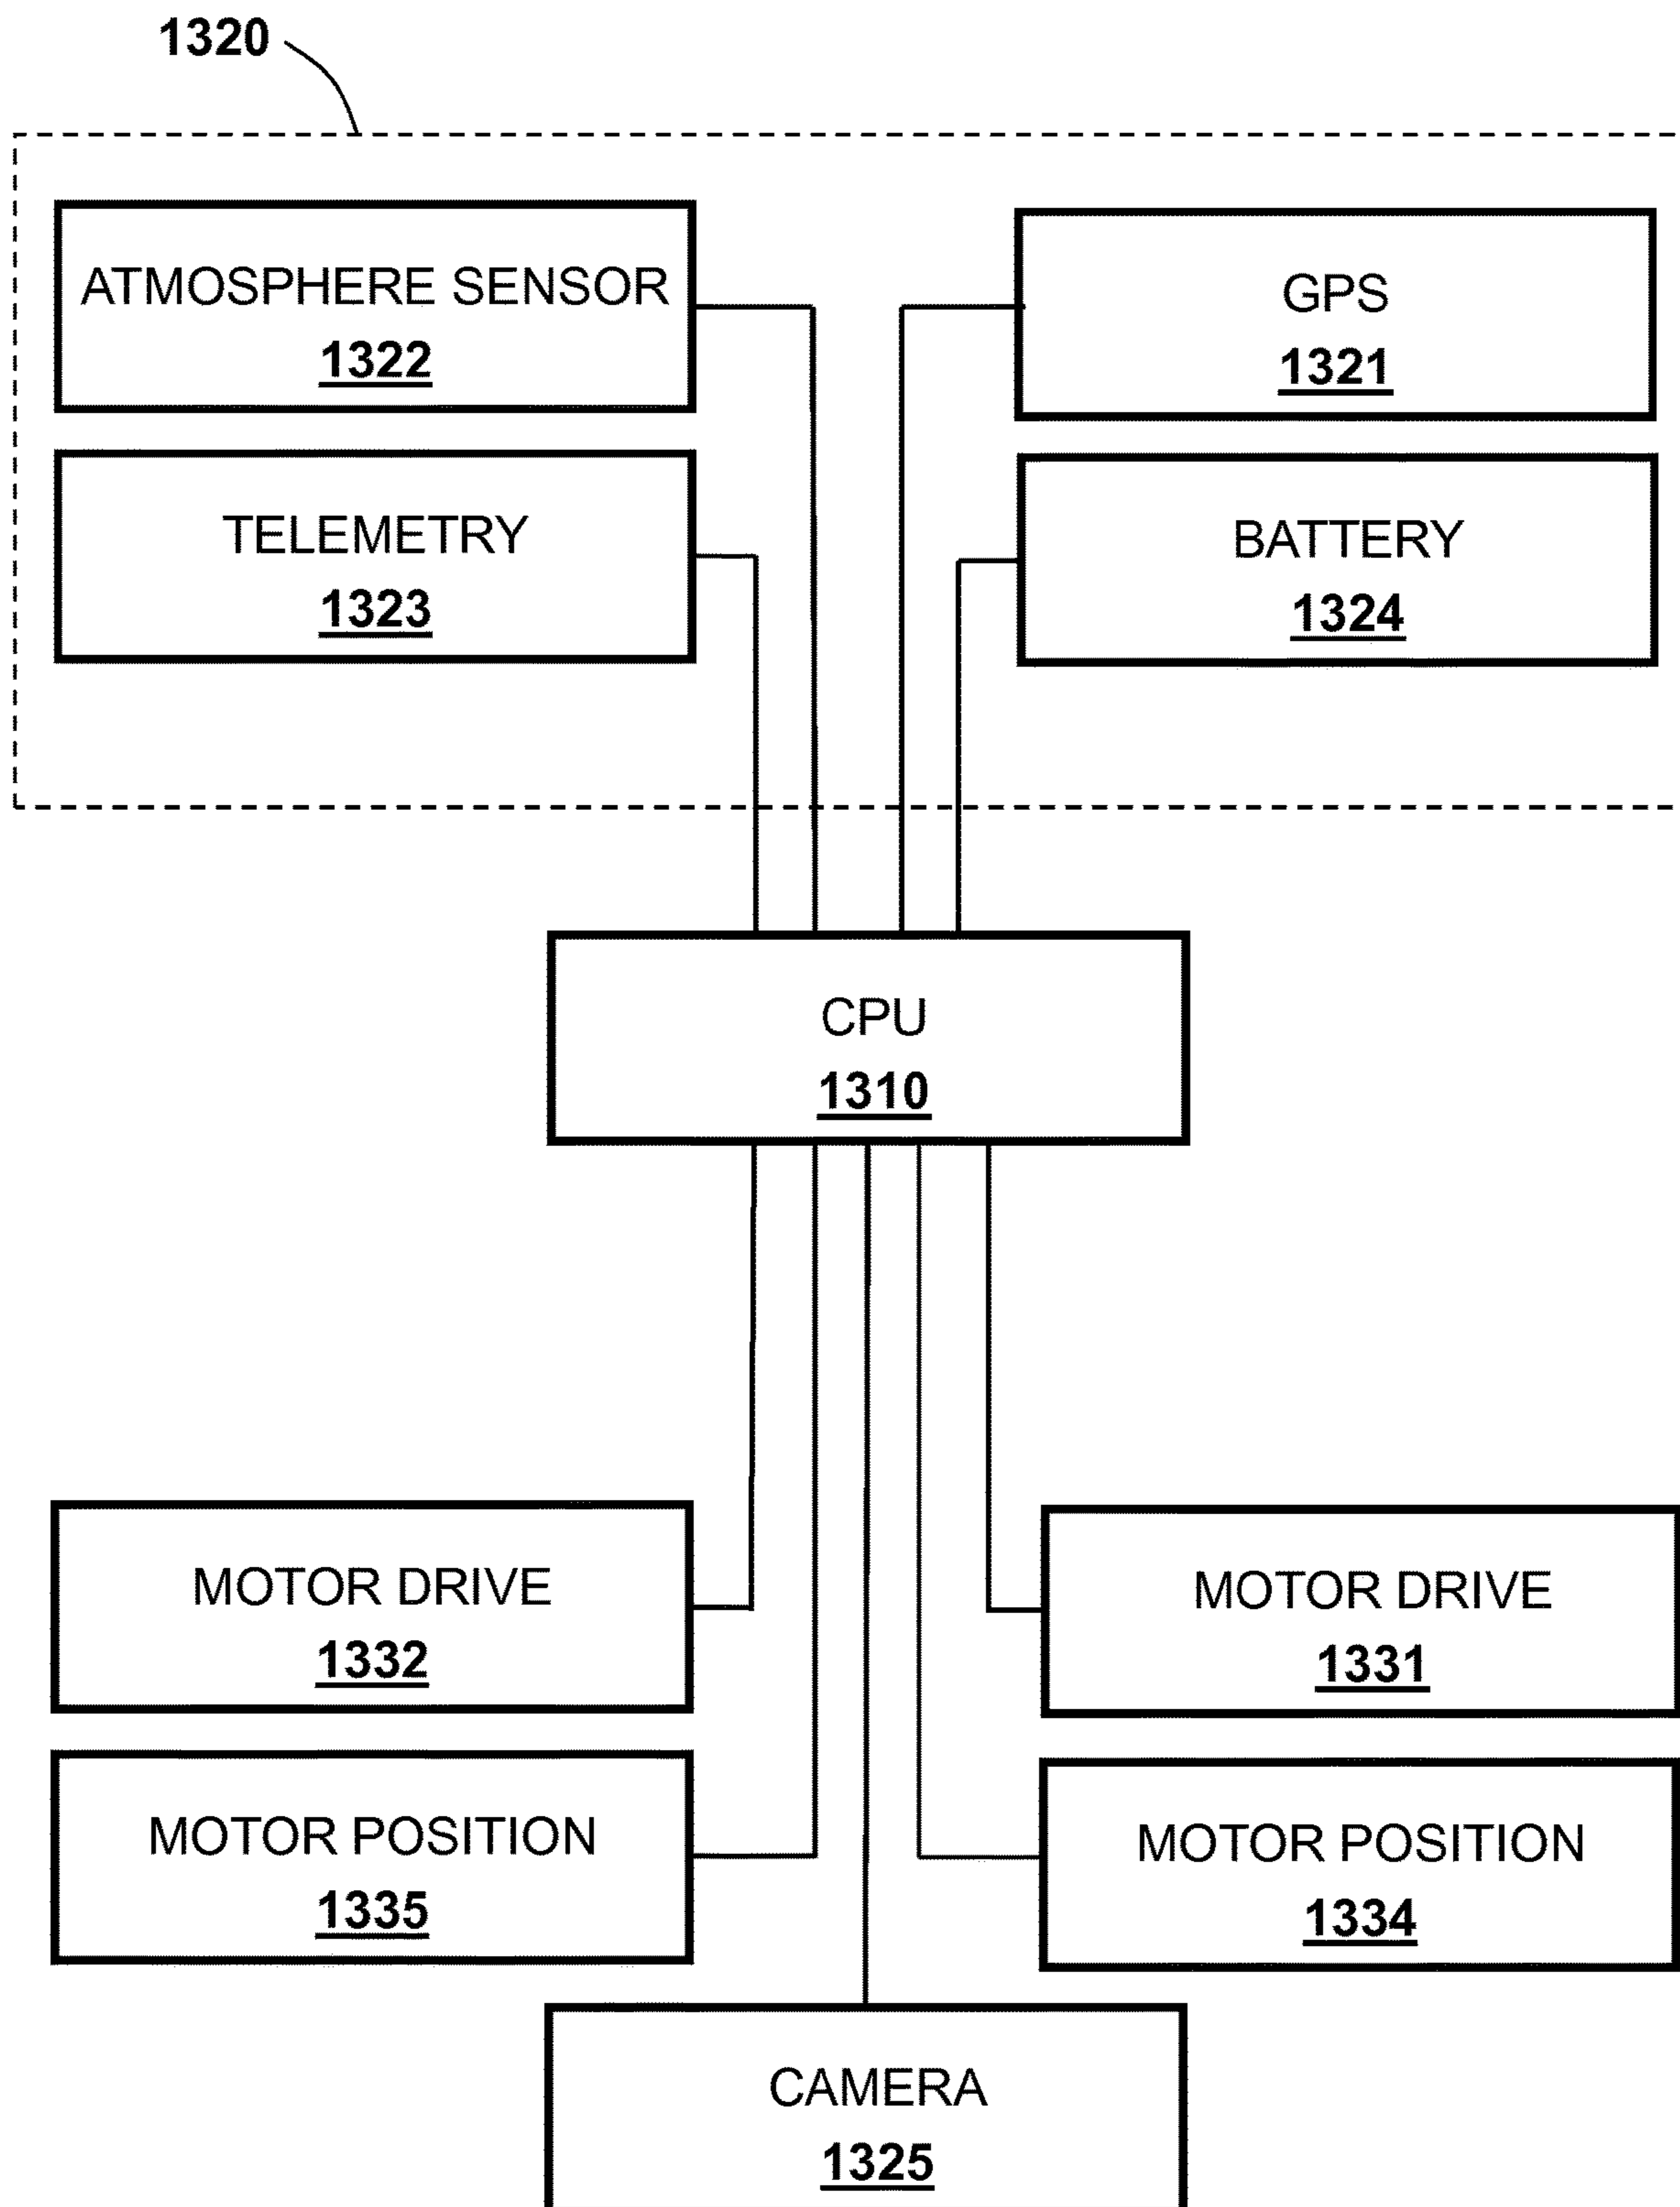 1320
ATMOSPHERE SENSOR
1322
GPS
1321
TELEMETRY
1323
BATTERY
1324
CPU
1310
MOTOR DRIVE
1332
MOTOR DRIVE
1331
MOTOR POSITION
1335
MOTOR POSITION
1334
CAMERA
1325